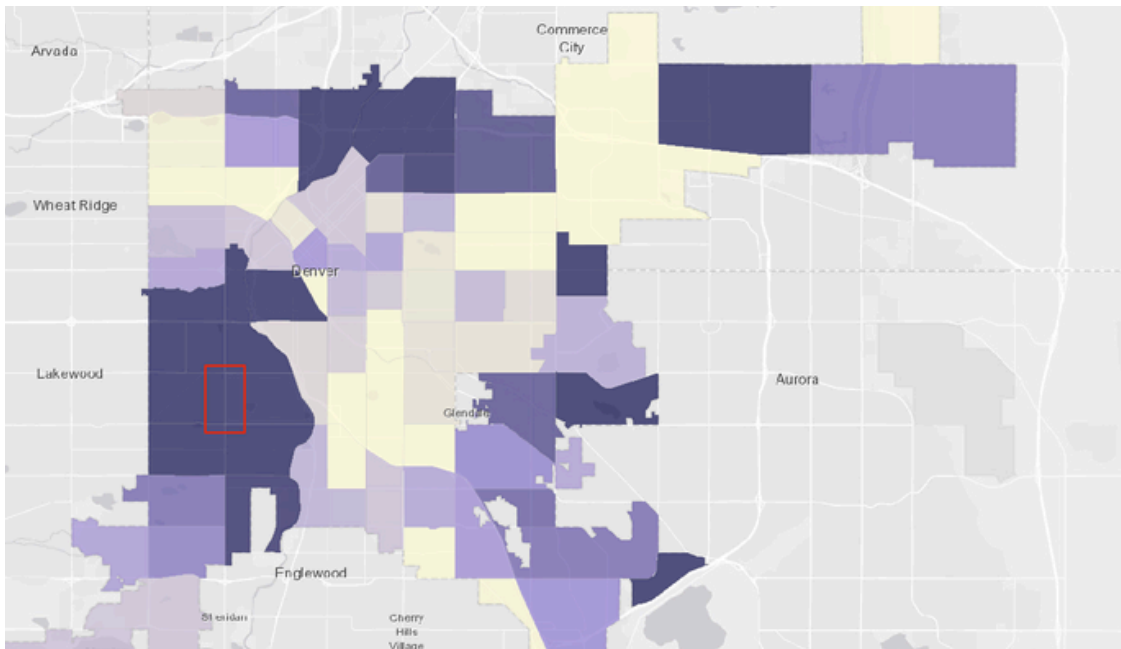 Commerce
City
Arvada
Wheat Ridge
Denver
Lakewood
Aurora
Glendale
Englewood
Sheridan
Cherry
Hills
Village